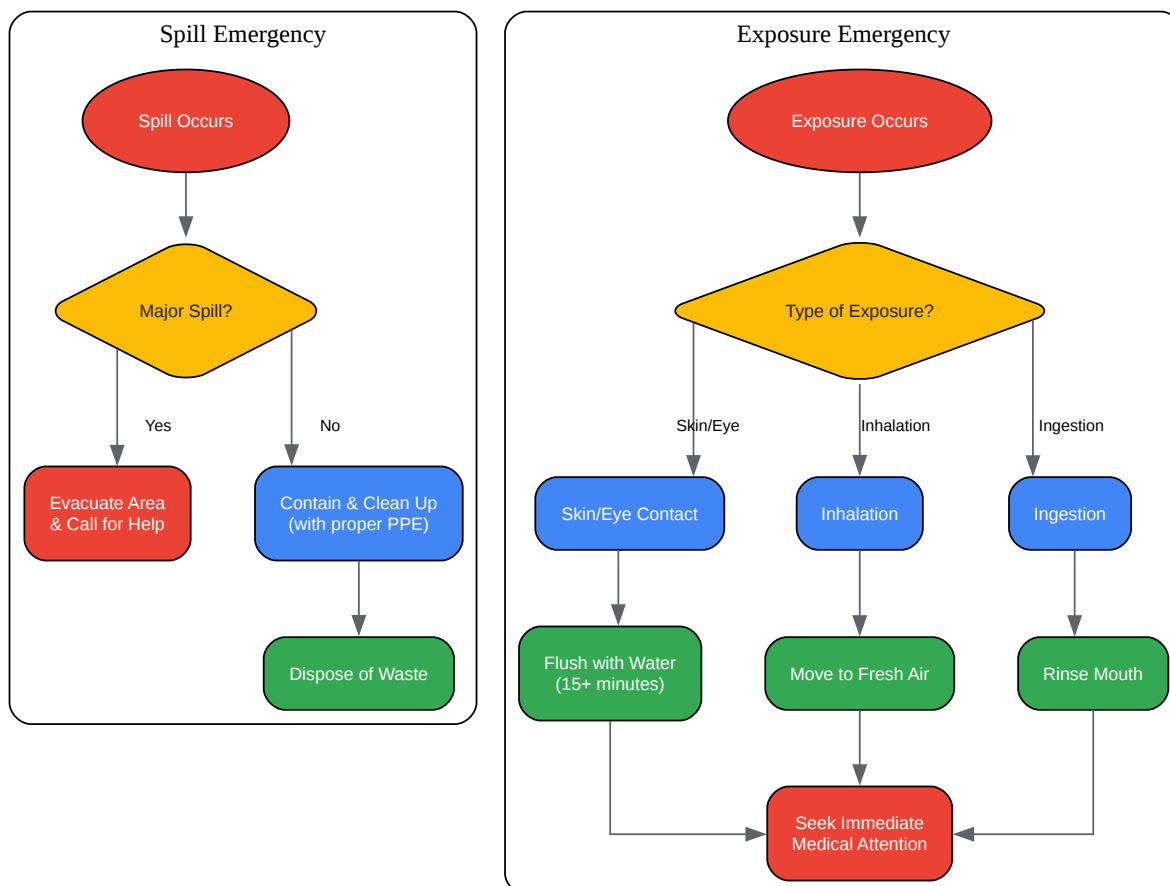 Spill Emergency
Spill Occurs
Major Spill?
Yes
No
Evacuate Area
& Call for Help
Contain & Clean Up
(with proper PPE)
Dispose of Waste
Exposure Emergency
Exposure Occurs
Type of Exposure?
Skin/Eye
Inhalation
Ingestion
Skin/Eye Contact
Inhalation
Ingestion
Flush with Water
(15+ minutes)
Move to Fresh Air
Rinse Mouth
Seek Immediate
Medical Attention